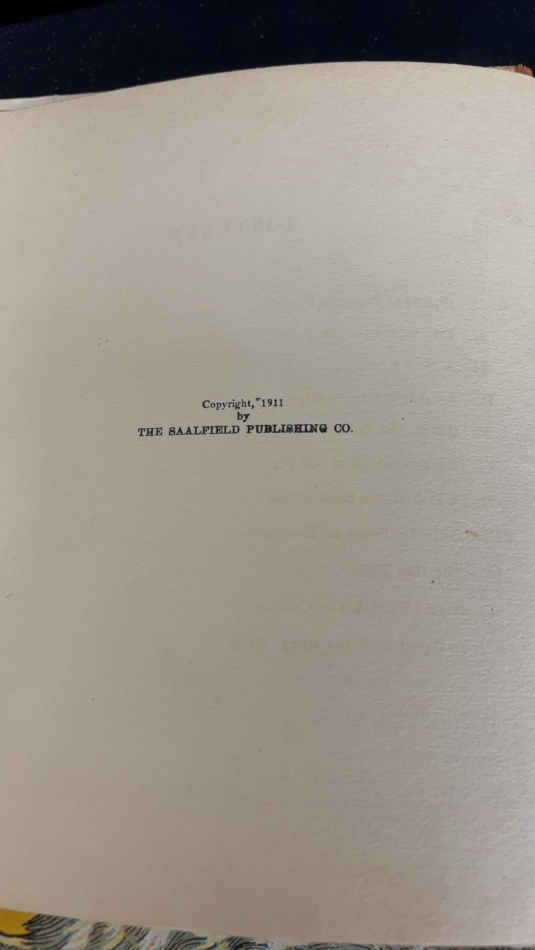 Copyright, 1911
by
THE SAALFIELD PUBLISHING CO.